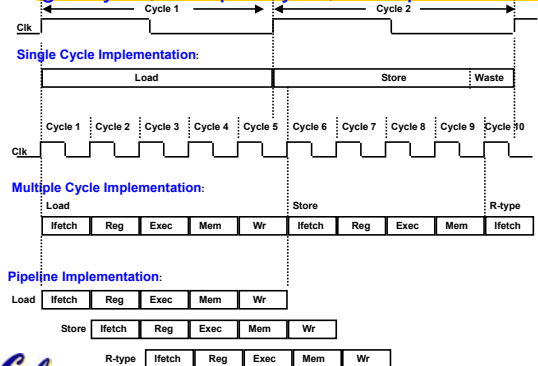 Cycle 1 Cycle 2
Clk
Single Cycle Implementation:
Load Store Waste
Cycle 1 Cycle 2 Cycle 3 Cycle 4 Cycle 5 Cycle 6 Cycle 7 Cycle 8 Cycle 9 Cycle 10
Clk
Multiple Cycle Implementation:
Load Store R-type
Ifetch Reg Exec Mem Wr Ifetch Reg Exec Mem Ifetch
Pipeline Implementation:
Load Ifetch Reg Exec Mem Wr
Store Ifetch Reg Exec Mem Wr
R-type Ifetch Reg Exec Mem Wr